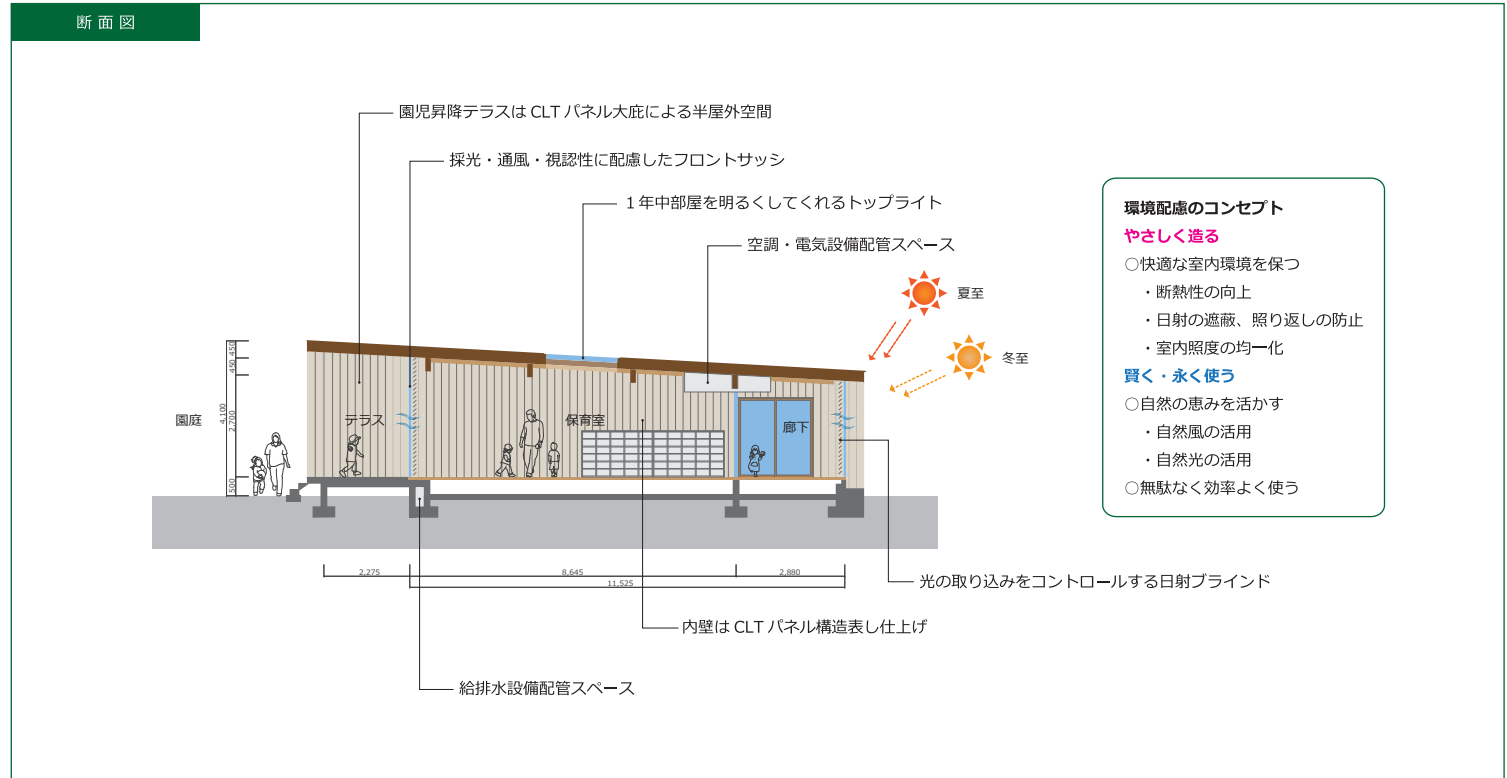 断面図
園児昇降テラスは CLT パネル大庇による半屋外空間
採光・通風・視認性に配慮したフロントサッシ
1 年中部屋を明るくしてくれるトップライト
空調・電気設備配管スペース
夏至
冬至
環境配慮のコンセプト
やさしく造る
○快適な室内環境を保つ
・断熱性の向上
・日射の遮蔽、照り返しの防止
・室内照度の均一化
賢く・永く使う
○自然の恵みを活かす
・自然風の活用
・自然光の活用
○無駄なく効率よく使う
450
450
4,100
2,700
500
園庭
テラス
保育室
廊下
2,275
8,645
2,880
11,525
光の取り込みをコントロールする日射ブラインド
内壁は CLT パネル構造表し仕上げ
給排水設備配管スペース